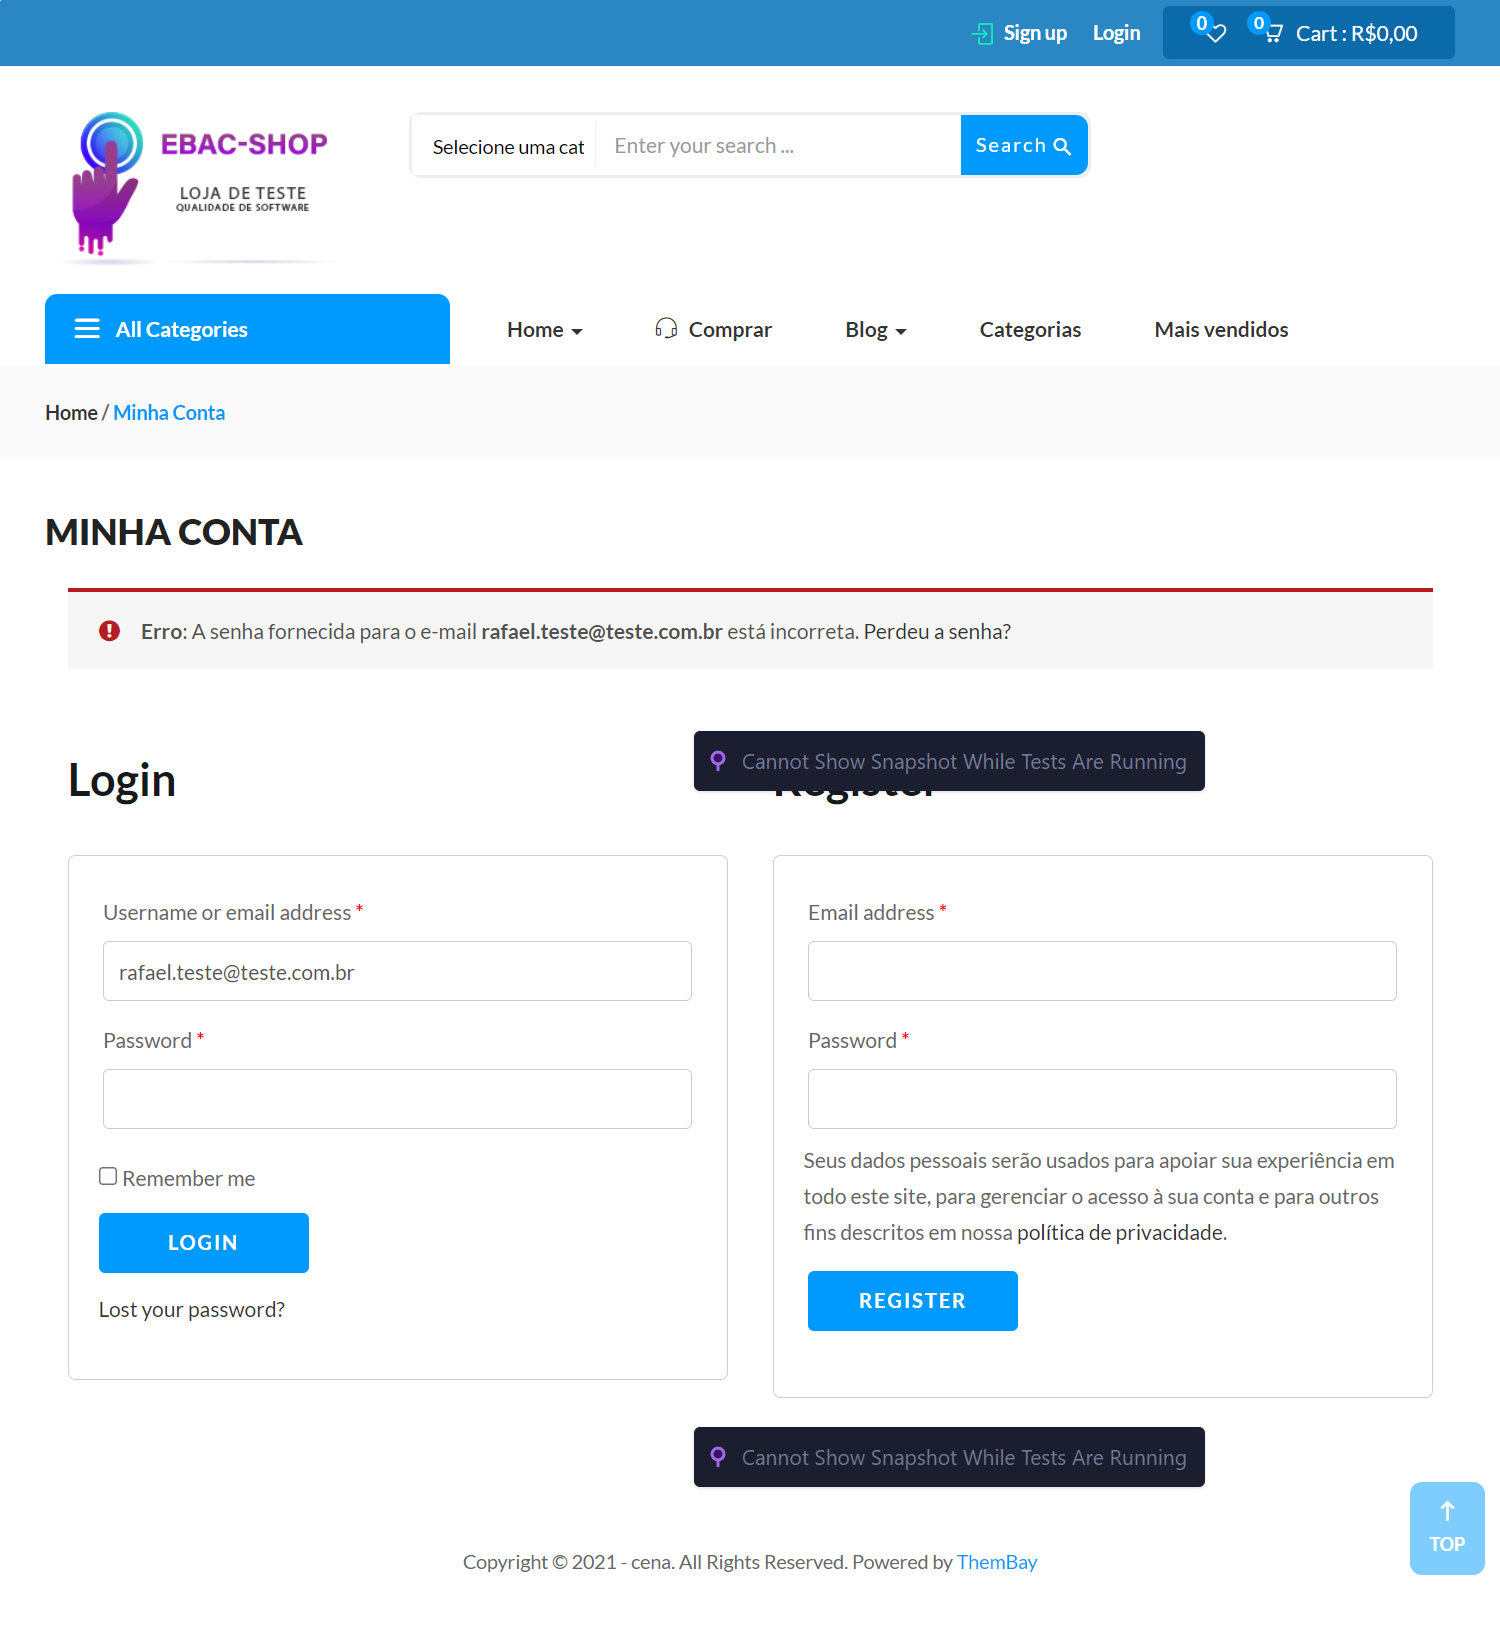 Sign up Login 0 0 Cart : R$0,00
EBAC-SHOP
LOJA DE TESTE
QUALIDADE DE SOFTWARE
Selecione uma cat Enter your search ... Search
All Categories Home Comprar Blog Categorias Mais vendidos
Home / Minha Conta
MINHA CONTA
Erro: A senha fornecida para o e-mail rafael.teste@teste.com.br está incorreta. Perdeu a senha?
Cannot Show Snapshot While Tests Are Running
Login
Username or email address *
rafael.teste@teste.com.br
Password *
Remember me
LOGIN
Lost your password?
Email address *
Password *
Seus dados pessoais serão usados para apoiar sua experiência em
todo este site, para gerenciar o acesso à sua conta e para outros
fins descritos em nossa política de privacidade.
REGISTER
Cannot Show Snapshot While Tests Are Running
TOP
Copyright © 2021 - cena. All Rights Reserved. Powered by ThemBay